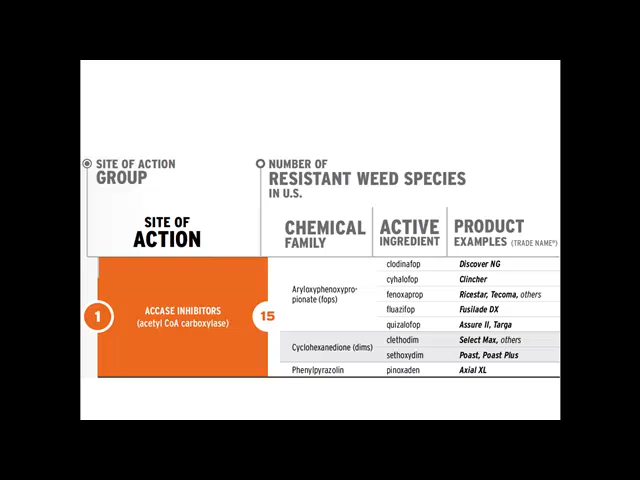 SITE OF ACTION
GROUP
NUMBER OF
RESISTANT WEED SPECIES
IN U.S.
SITE OF
ACTION
CHEMICAL
FAMILY
ACTIVE
INGREDIENT
PRODUCT
EXAMPLES (TRADE NAME®)
1
ACCASE INHIBITORS
(acetyl CoA carboxylase)
15
Aryloxyphenoxypro-
pionate (fops)
clodinafop Discover NG
cyhalofop Clincher
fenoxaprop Ricestar, Tecoma, others
fluazifop Fusilade DX
quizalofop Assure II, Targa
Cyclohexanedione (dims)
clethodim Select Max, others
sethoxydim Poast, Poast Plus
Phenylpyrazolin pinoxaden Axial XL